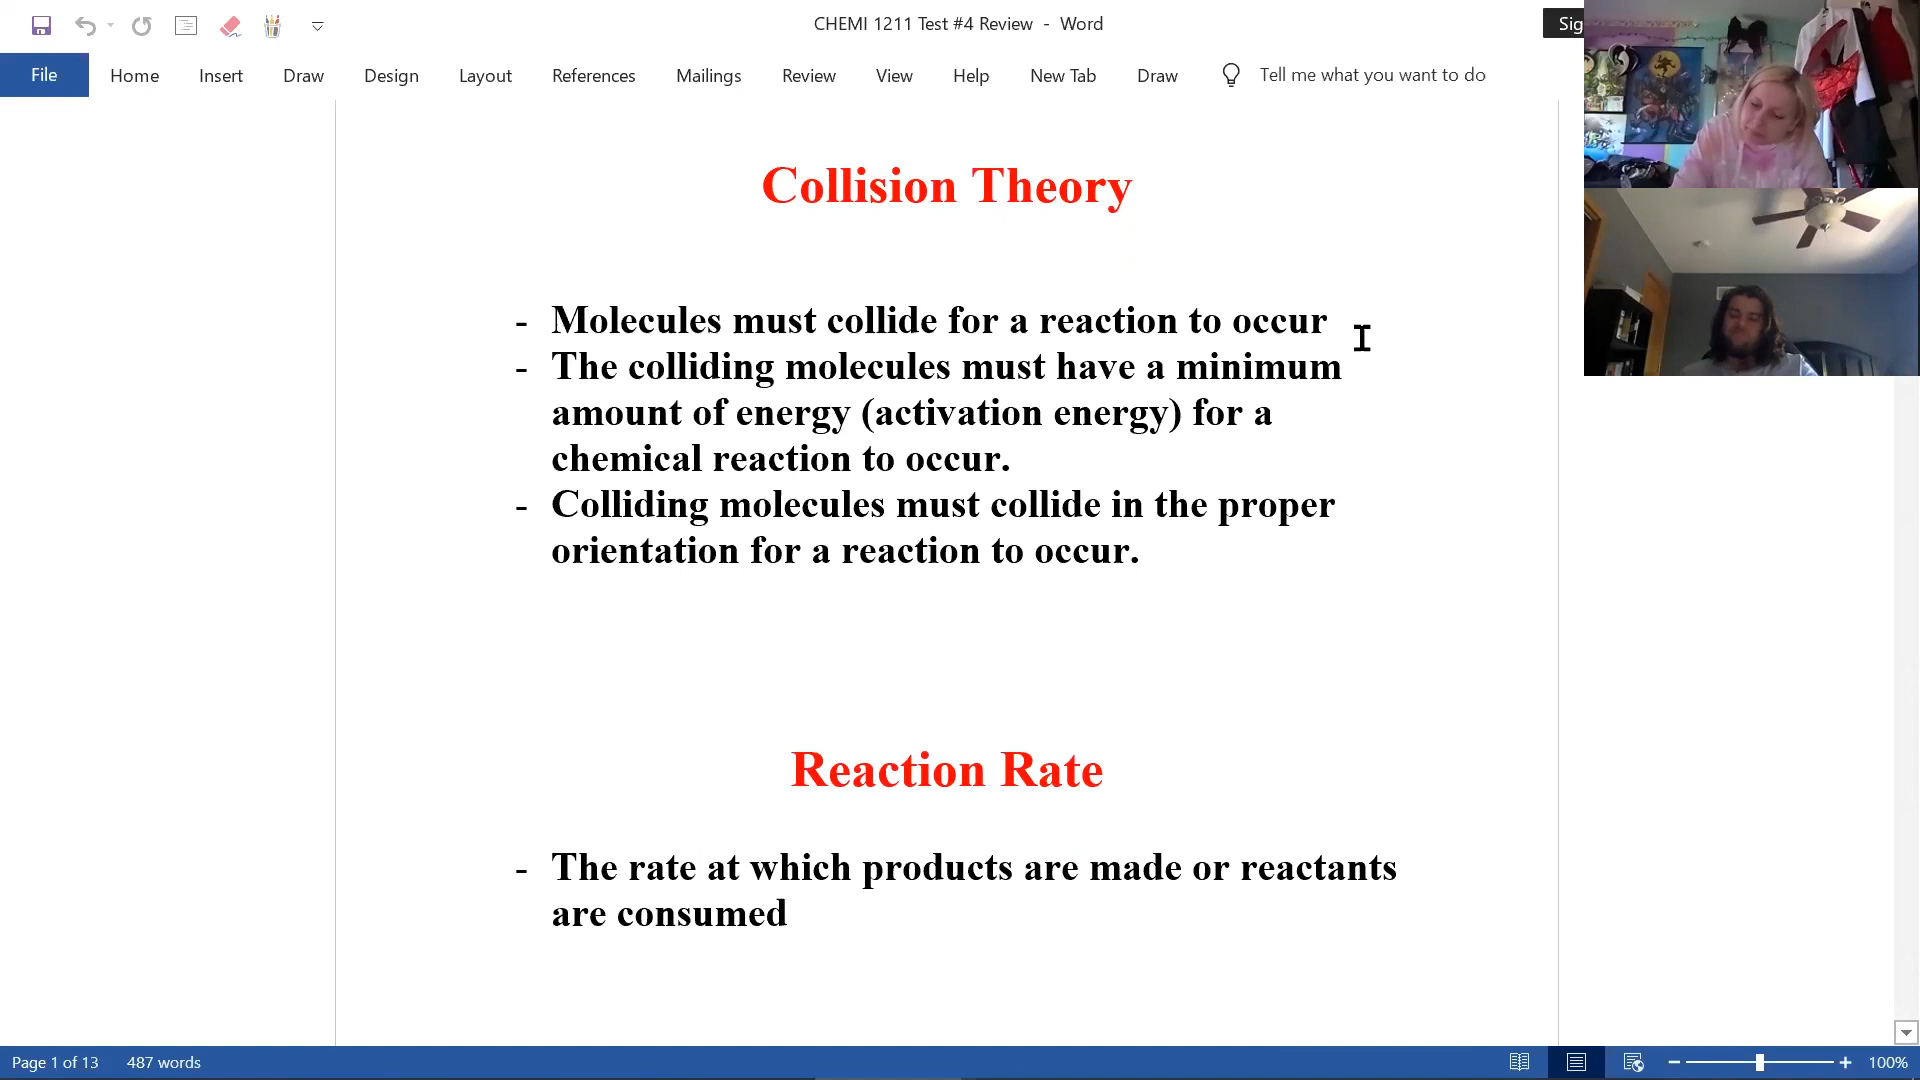 CHEMI 1211 Test #4 Review - Word
Sig
File Home Insert Draw Design Layout References Mailings Review View Help New Tab Draw Tell me what you want to do
Collision Theory
- Molecules must collide for a reaction to occur
- The colliding molecules must have a minimum
amount of energy (activation energy) for a
chemical reaction to occur.
- Colliding molecules must collide in the proper
orientation for a reaction to occur.
Reaction Rate
- The rate at which products are made or reactants
are consumed
Page 1 of 13 487 words 100%